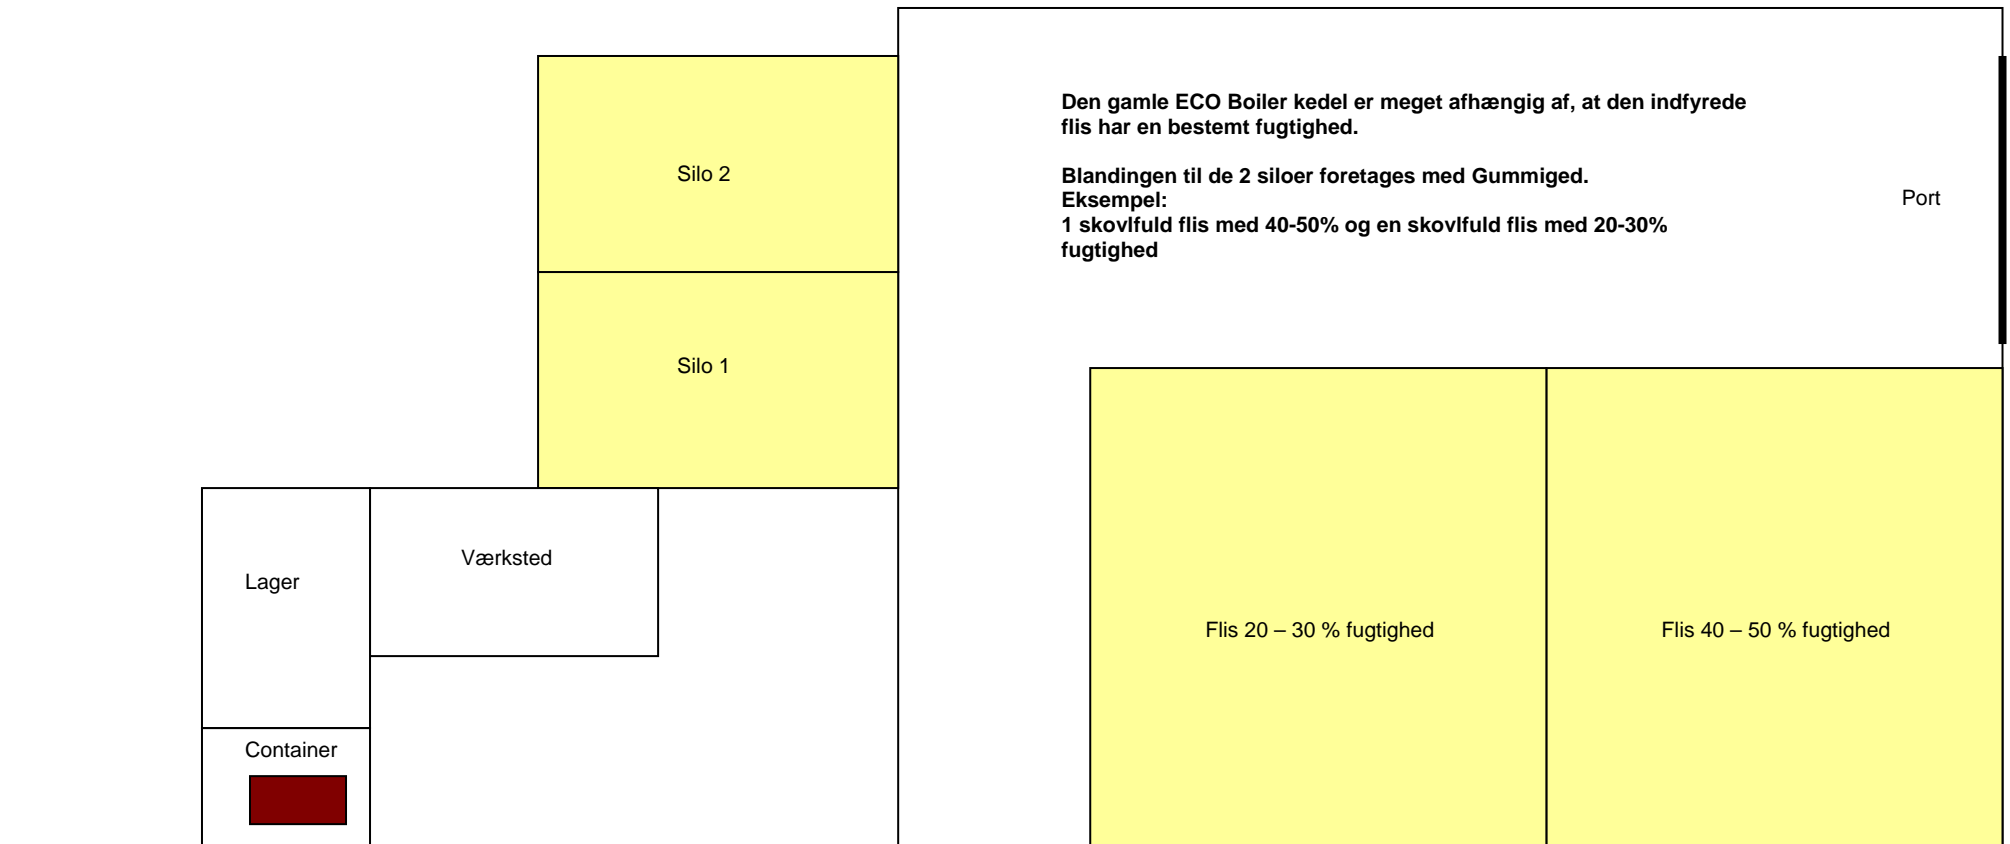 Den gamle ECO Boiler kedel er meget afhængig af, at den indfyrede
flis har en bestemt fugtighed.
Blandingen til de 2 siloer foretages med Gummiged.
Eksempel:
1 skovlfuld flis med 40-50% og en skovlfuld flis med 20-30%
fugtighed
Port
Silo 2
Silo 1
Værksted
Lager
Container
Flis 20 – 30 % fugtighed
Flis 40 – 50 % fugtighed